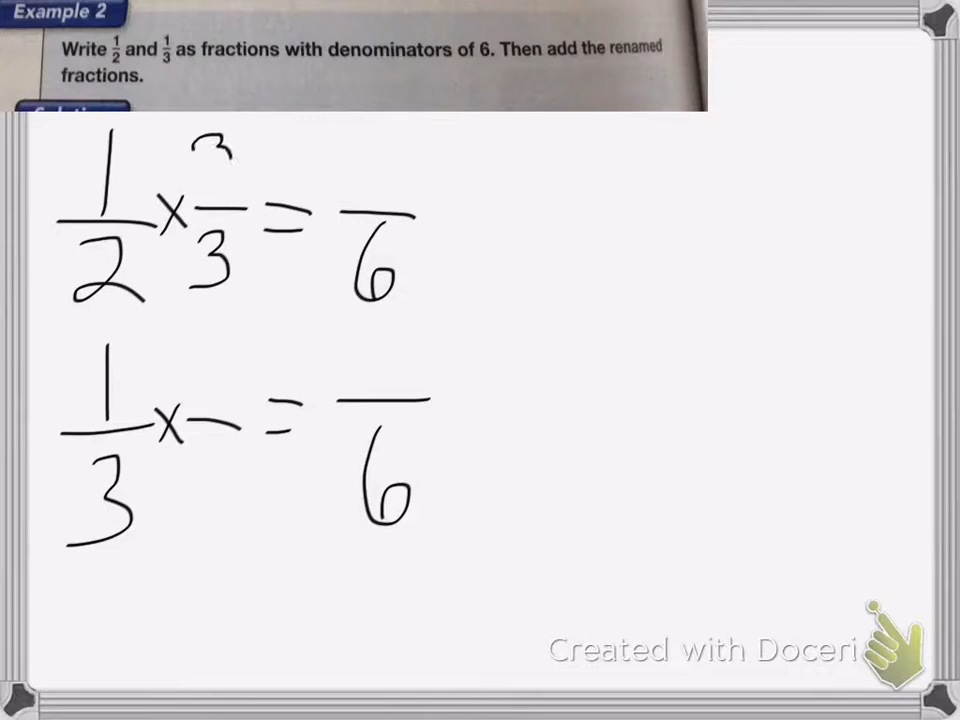 Example 2
Write 1/2 and 1/3 as fractions with denominators of 6. Then add the renamed
fractions.
1/2 × 3/3 = /6
1/3 × — = /6
Created with Doceri